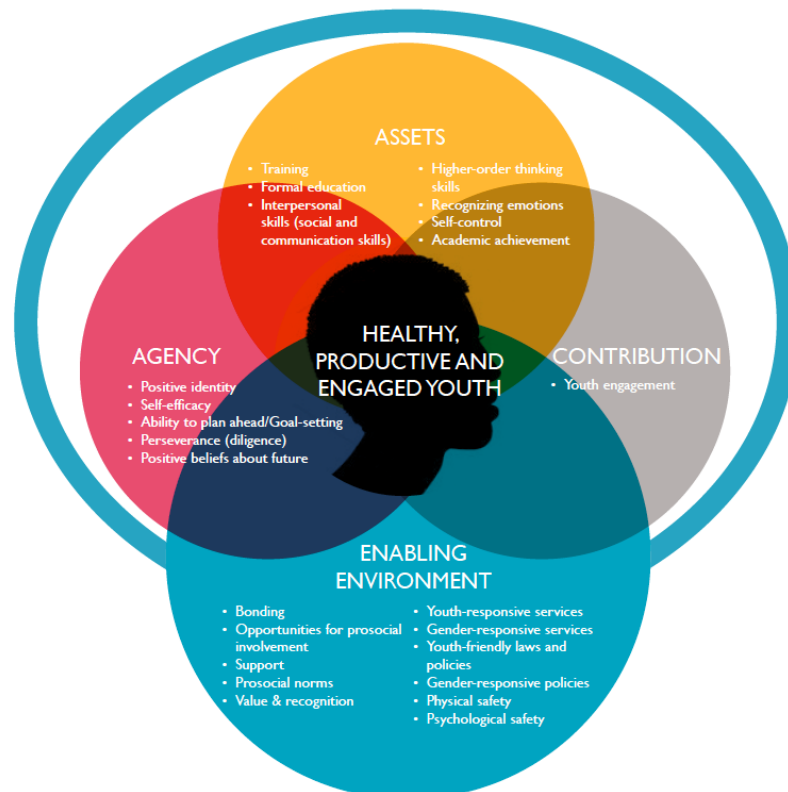 ASSETS
• Training
• Formal education
• Interpersonal
skills (social and
communication skills)
• Higher-order thinking
skills
• Recognizing emotions
• Self-control
• Academic achievement
HEALTHY,
PRODUCTIVE AND
ENGAGED YOUTH
AGENCY
• Positive identity
• Self-efficacy
• Ability to plan ahead/Goal-setting
• Perseverance (diligence)
• Positive beliefs about future
CONTRIBUTION
• Youth engagement
ENABLING
ENVIRONMENT
• Bonding
• Opportunities for prosocial
involvement
• Support
• Prosocial norms
• Value & recognition
• Youth-responsive services
• Gender-responsive services
• Youth-friendly laws and
policies
• Gender-responsive policies
• Physical safety
• Psychological safety